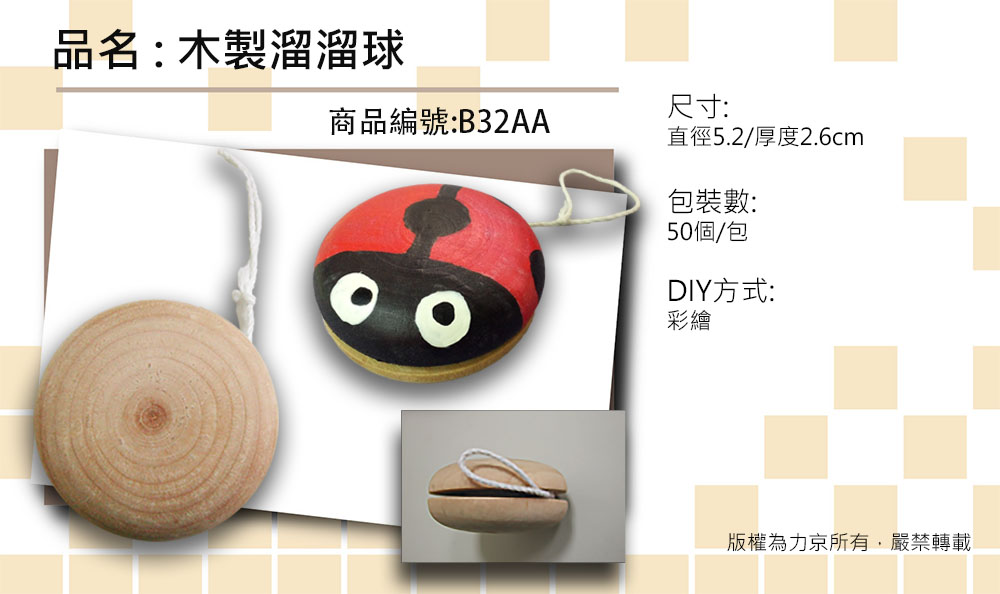 品名 : 木製溜溜球
商品編號:B32AA
尺寸:
直徑5.2/厚度2.6cm
包裝數:
50個/包
DIY方式:
彩繪
版權為力京所有，嚴禁轉載